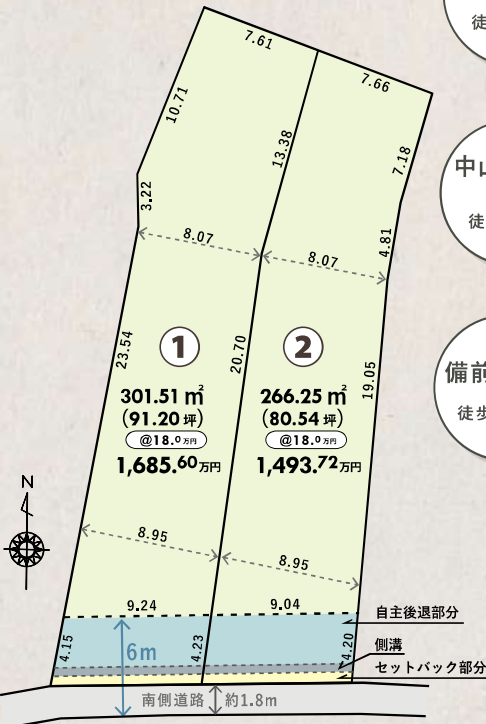 徒
7.61
7.66
10.71
13.38
7.18
中山
徒
3.22
4.81
8.07
8.07
23.54
20.70
19.05
1
2
備前
徒歩
301.51 ㎡
(91.20 坪)
@18.0万円
1,685.60万円
266.25 ㎡
(80.54 坪)
@18.0万円
1,493.72万円
N
8.95
8.95
9.24
9.04
自主後退部分
4.15
6m
4.23
4.20
側溝
セットバック部分
南側道路
約1.8m